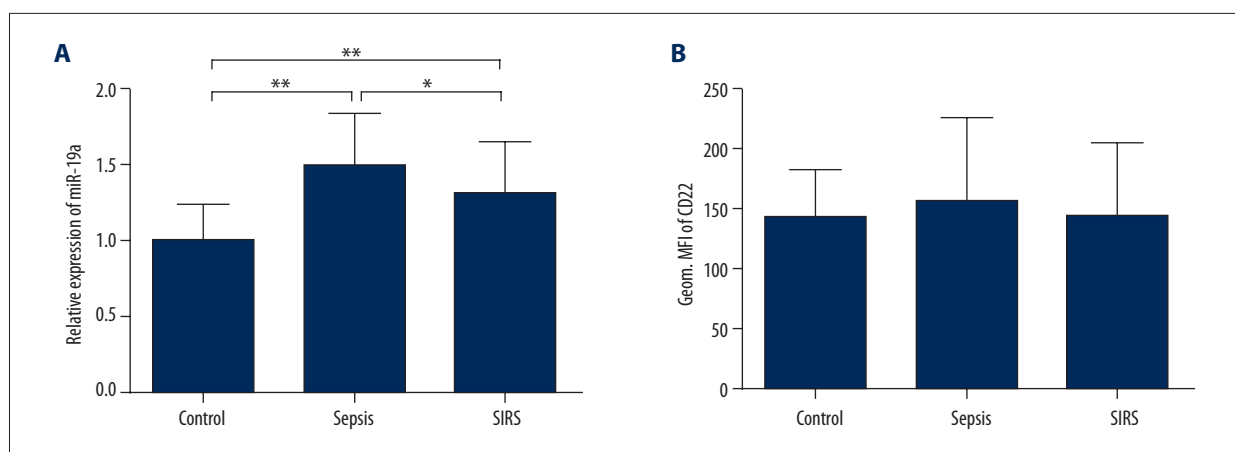 A
**
**
*
Relative expression of miR-19a
2.0
1.5
1.0
0.5
0.0
Control Sepsis SIRS
B
Geom. MFI of CD22
250
200
150
100
50
0
Control Sepsis SIRS